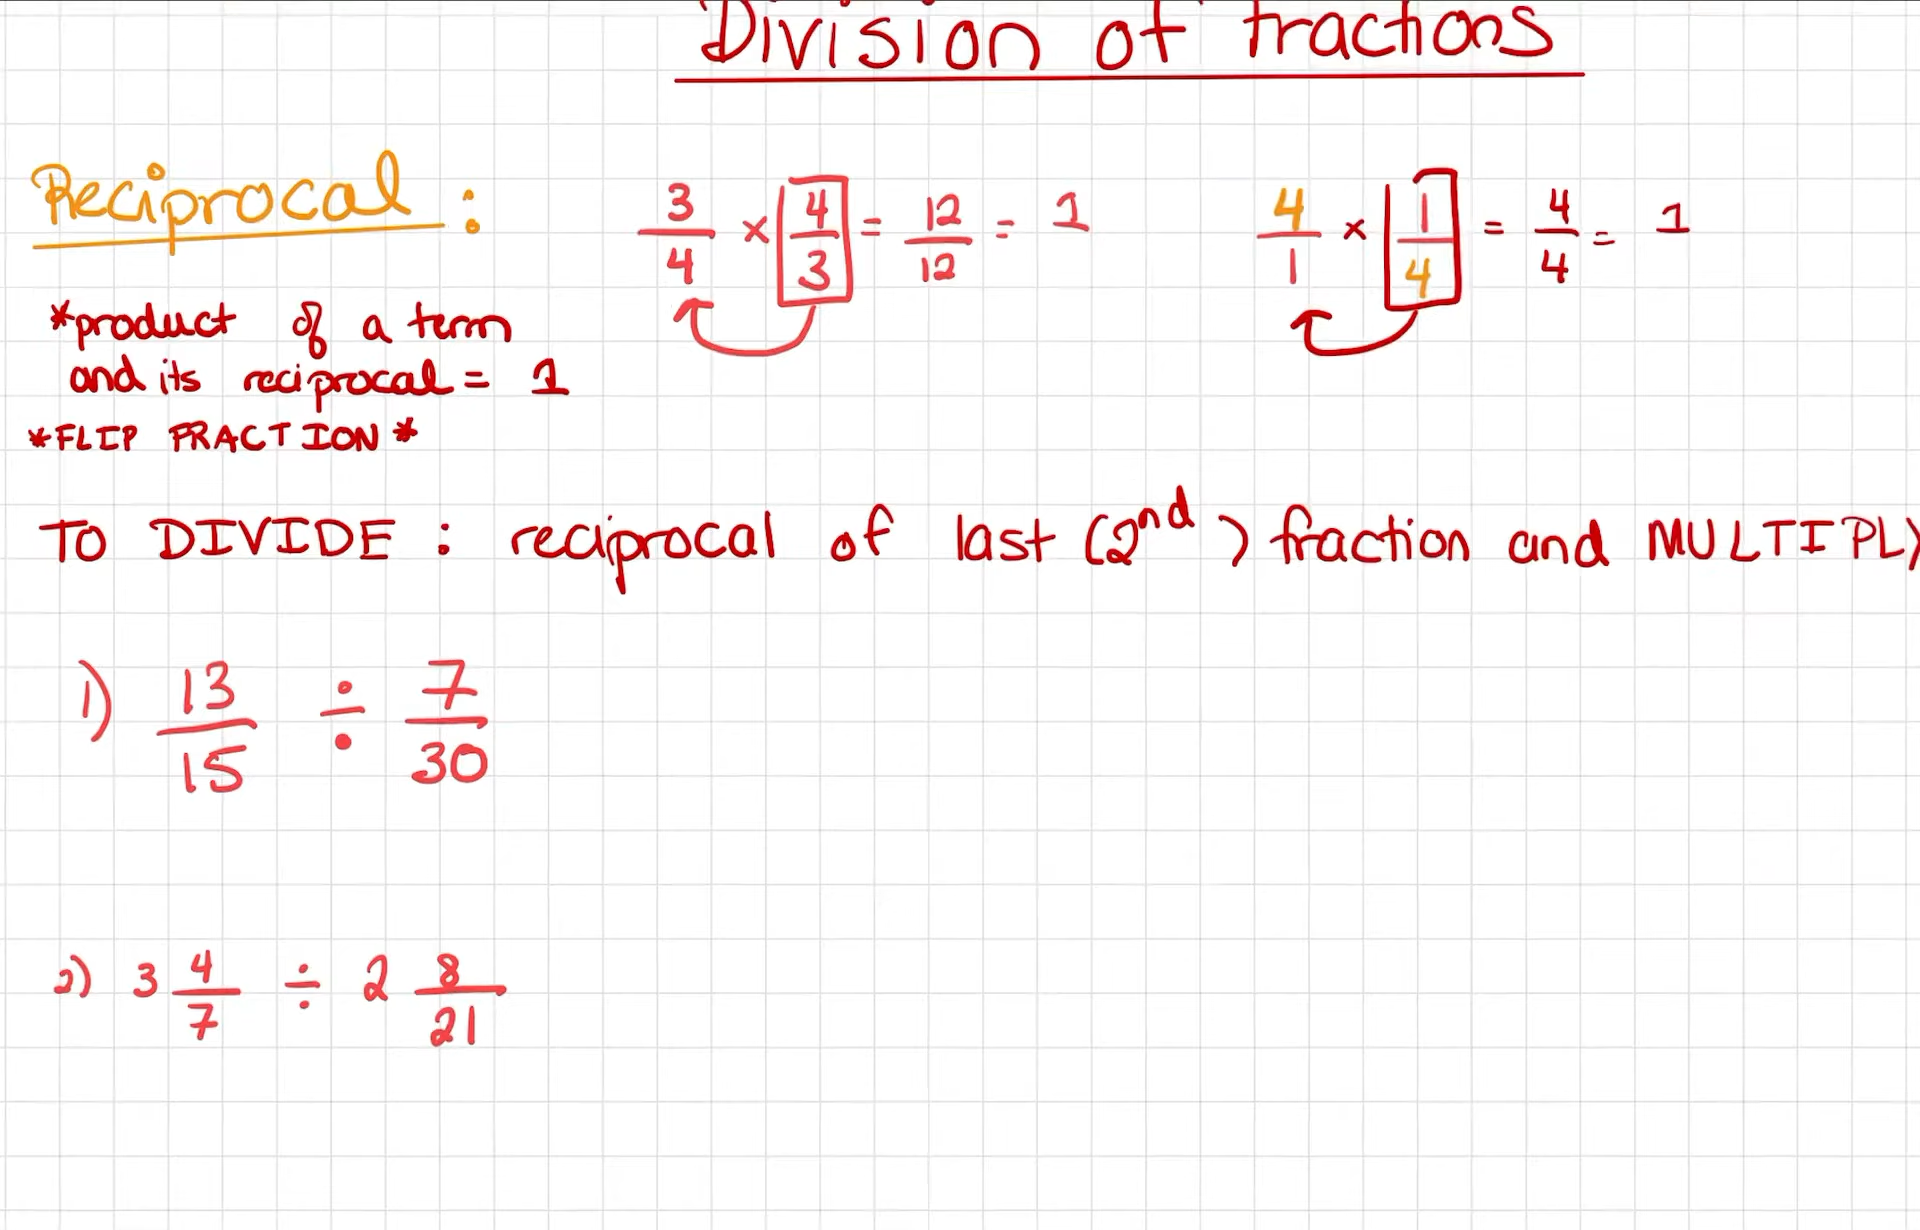 Division of fractions
Reciprocal :
3/4 × 4/3 = 12/12 = 1
4/1 × 1/4 = 4/4 = 1
*product of a term
and its reciprocal = 1
*FLIP FRACTION*
TO DIVIDE : reciprocal of last (2nd) fraction and MULTIPLY
1) 13/15 ÷ 7/30
2) 3 4/7 ÷ 2 8/21